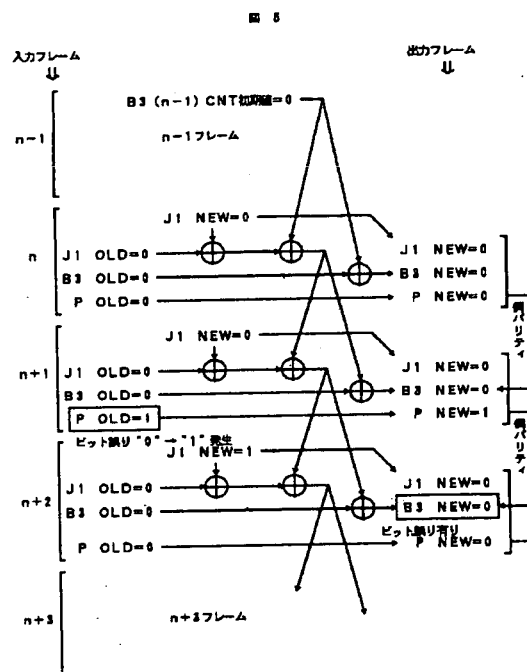 図 5
入力フレーム
⇓
出力フレーム
⇓
n−1
B3 (n−1) CNT初期値=0
n−1フレーム
n
J1 NEW=0
J1 OLD=0
B3 OLD=0
P OLD=0
J1 NEW=0
B3 NEW=0
P NEW=0
偶パリティ
n+1
J1 NEW=0
J1 OLD=0
B3 OLD=0
P OLD=1
J1 NEW=0
B3 NEW=0
P NEW=1
偶パリティ
ビット誤り "0"→"1" 発生
n+2
J1 NEW=1
J1 OLD=0
B3 OLD=
P OLD=0
J1 NEW=0
B3 NEW=0
ビット誤り有り
P NEW=0
n+3
n+3フレーム